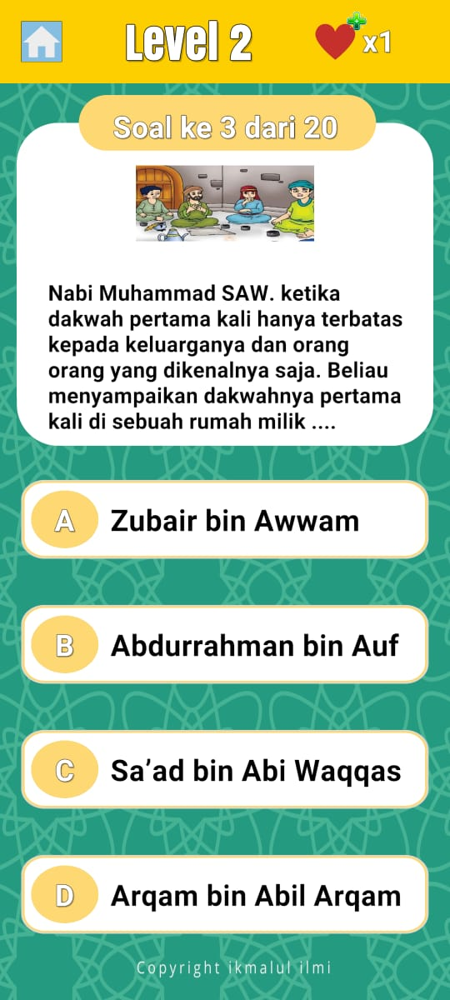 Level 2
x1
Soal ke 3 dari 20
Nabi Muhammad SAW. ketika
dakwah pertama kali hanya terbatas
kepada keluarganya dan orang
orang yang dikenalnya saja. Beliau
menyampaikan dakwahnya pertama
kali di sebuah rumah milik ....
A Zubair bin Awwam
B Abdurrahman bin Auf
C Sa’ad bin Abi Waqqas
D Arqam bin Abil Arqam
Copyright ikmalul ilmi